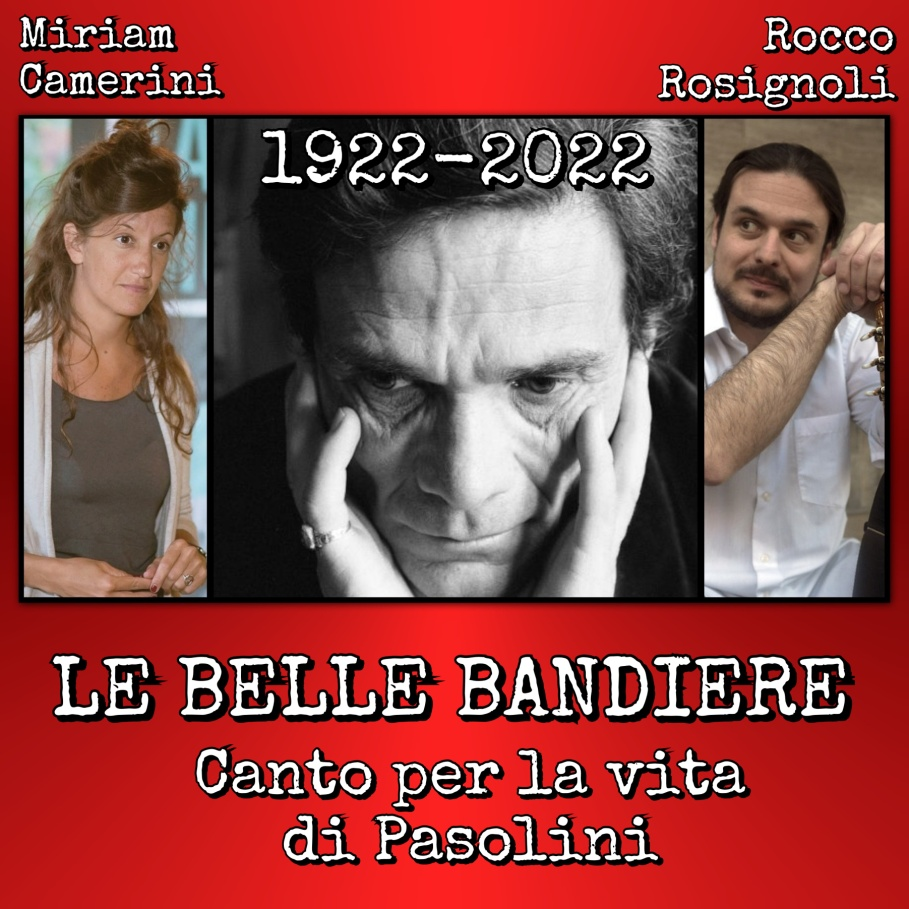 Miriam
Camerini
Rocco
Rosignoli
1922-2022
LE BELLE BANDIERE
Canto per la vita
di Pasolini